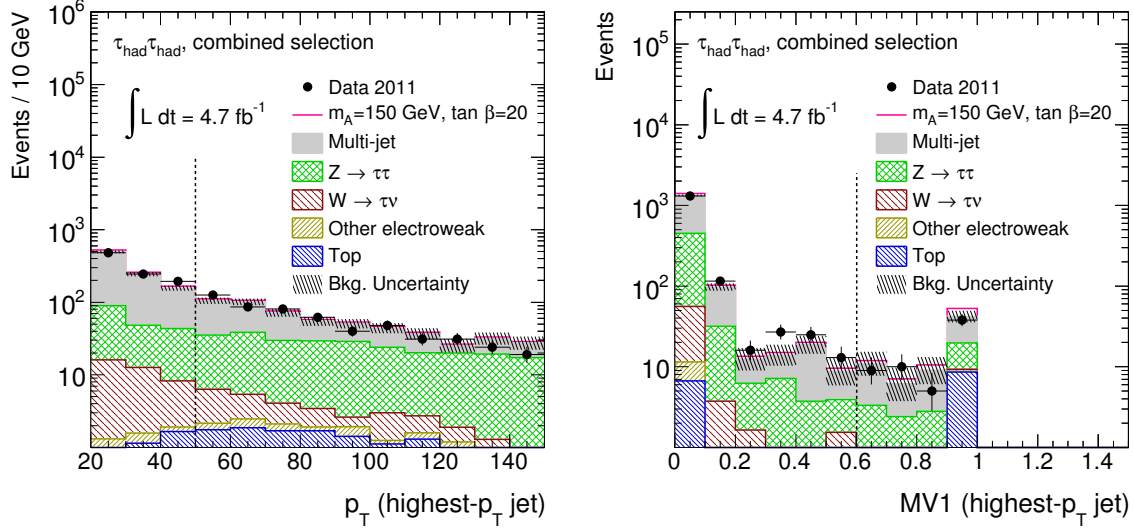 τhadτhad, combined selection
∫ L dt = 4.7 fb⁻¹
Data 2011
mA=150 GeV, tan β=20
Multi-jet
Z → ττ
W → τν
Other electroweak
Top
Bkg. Uncertainty
Events / 10 GeV
10⁶
10⁵
10⁴
10³
10²
10
20 40 60 80 100 120 140
pT (highest-pT jet)
τhadτhad, combined selection
∫ L dt = 4.7 fb⁻¹
Data 2011
mA=150 GeV, tan β=20
Multi-jet
Z → ττ
W → τν
Other electroweak
Top
Bkg. Uncertainty
Events
10⁵
10⁴
10³
10²
10
0 0.2 0.4 0.6 0.8 1 1.2 1.4
MV1 (highest-pT jet)